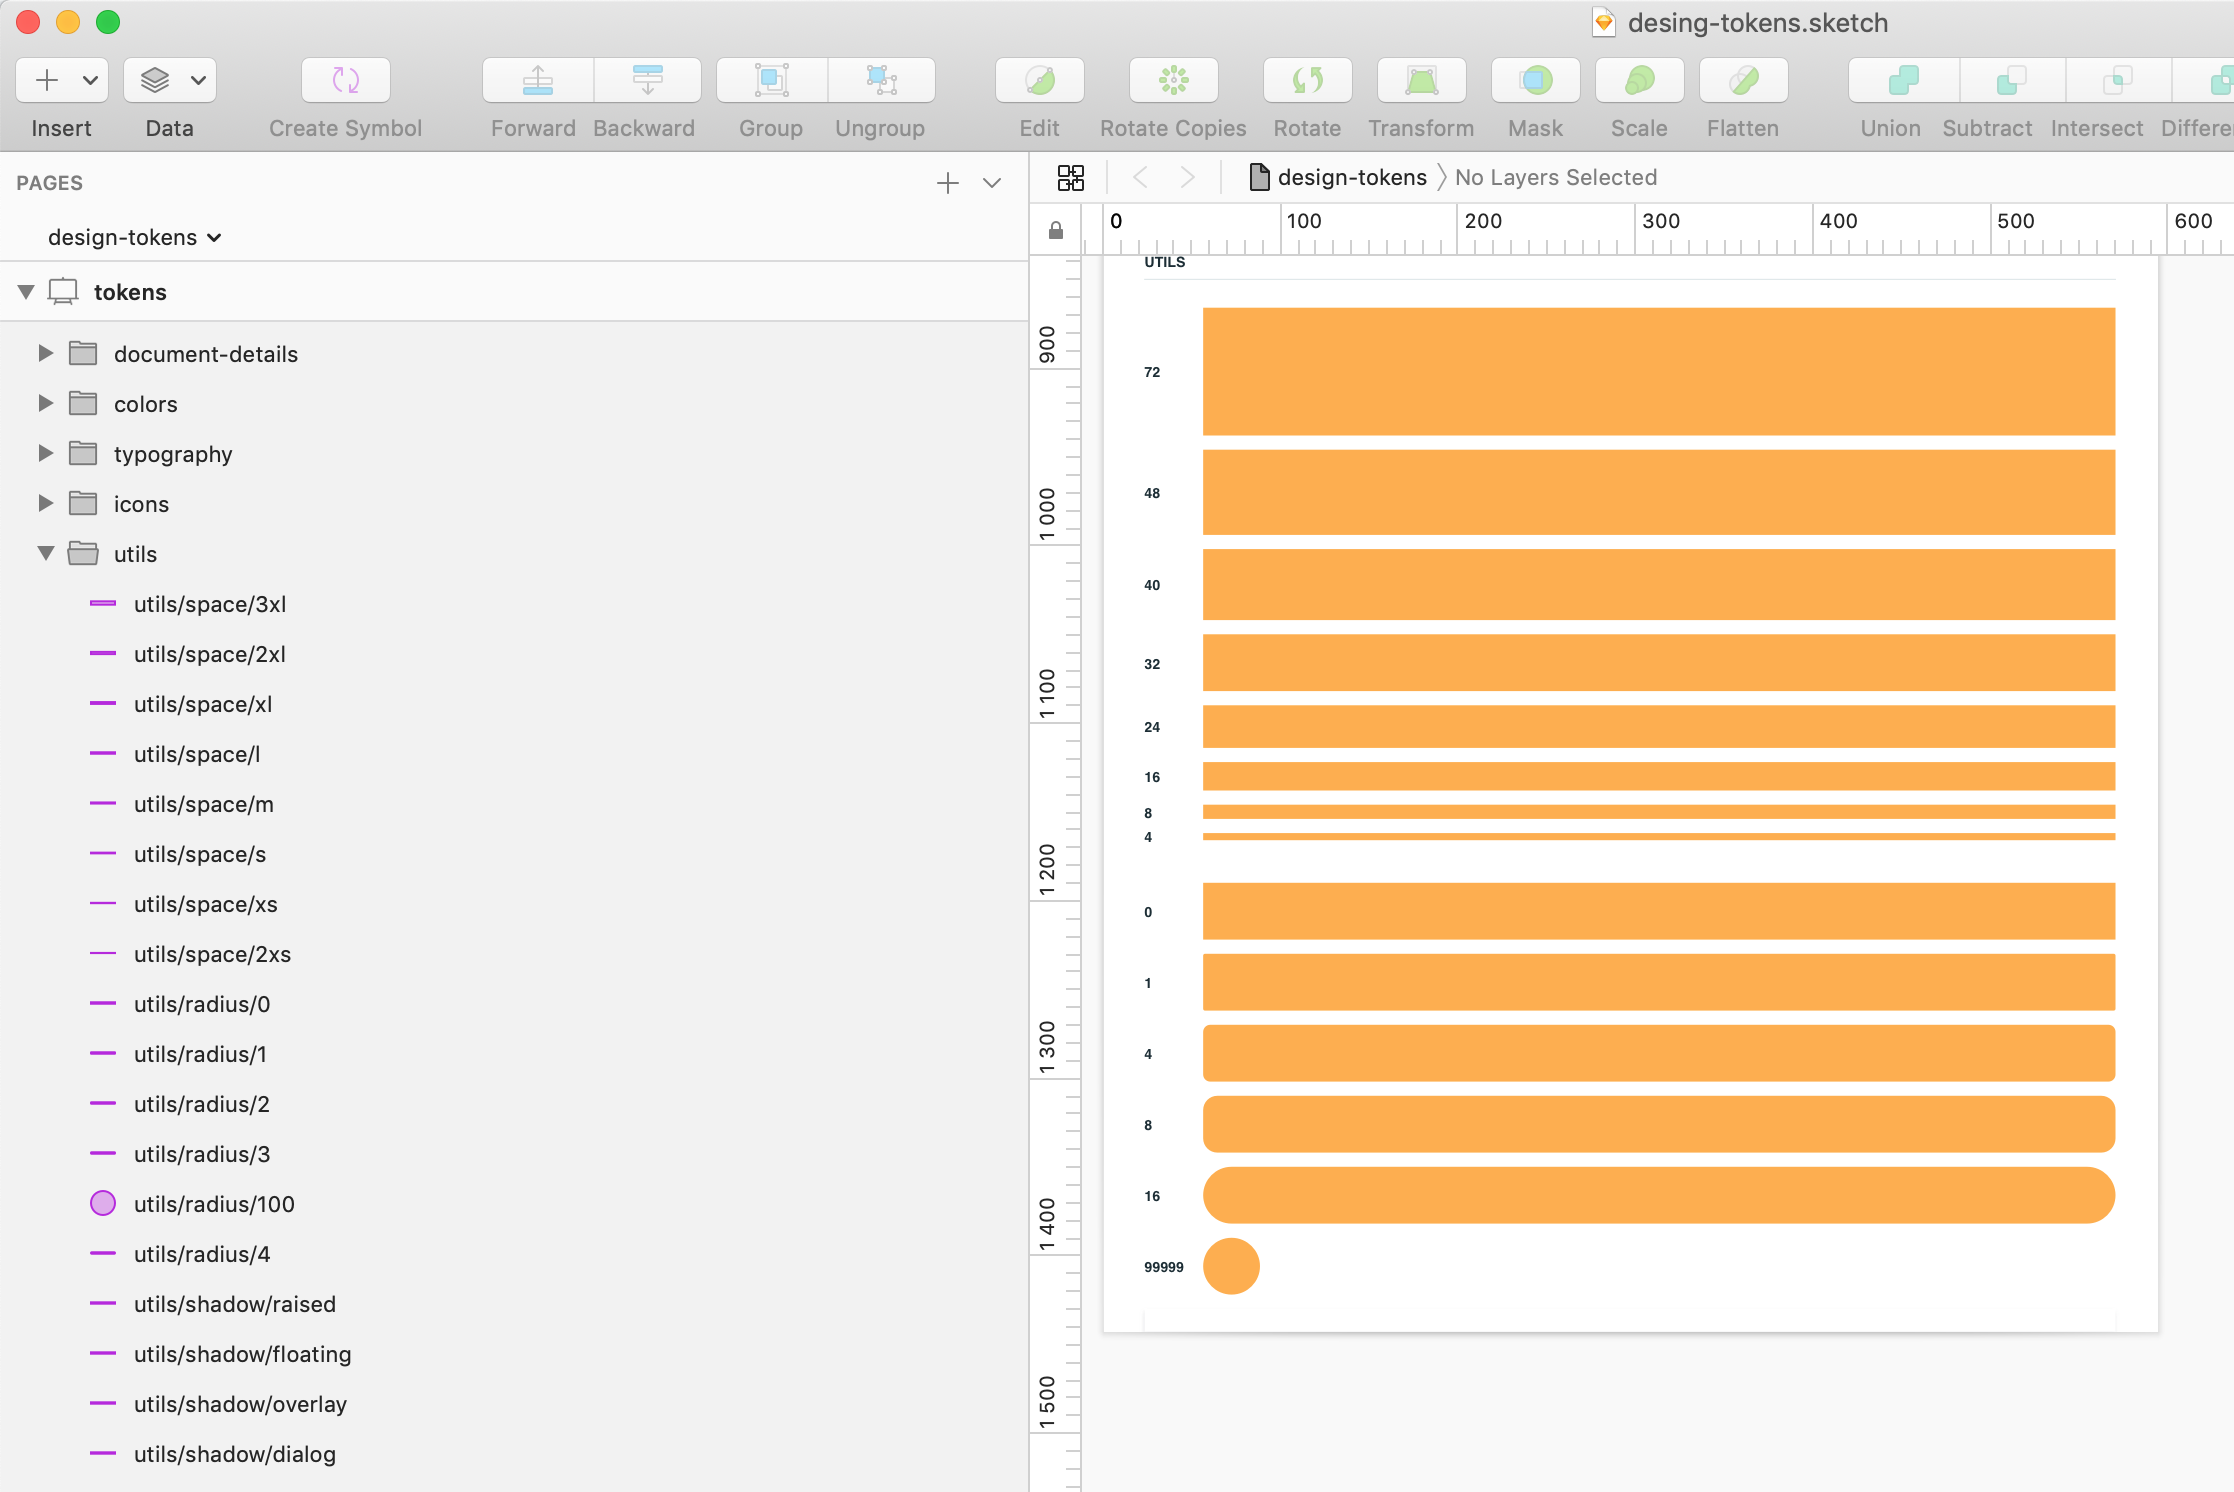 desing-tokens.sketch
Insert
Data
Create Symbol
Forward
Backward
Group
Ungroup
Edit
Rotate Copies
Rotate
Transform
Mask
Scale
Flatten
Union
Subtract
Intersect
PAGES
design-tokens
tokens
document-details
colors
typography
icons
utils
utils/space/3xl
utils/space/2xl
utils/space/xl
utils/space/l
utils/space/m
utils/space/s
utils/space/xs
utils/space/2xs
utils/radius/0
utils/radius/1
utils/radius/2
utils/radius/3
utils/radius/100
utils/radius/4
utils/shadow/raised
utils/shadow/floating
utils/shadow/overlay
utils/shadow/dialog
design-tokens
No Layers Selected
0 100 200 300 400 500 600
900
1 000
1 100
1 200
1 300
1 400
1 500
UTILS
72
48
40
32
24
16
8
4
0
1
4
8
16
99999